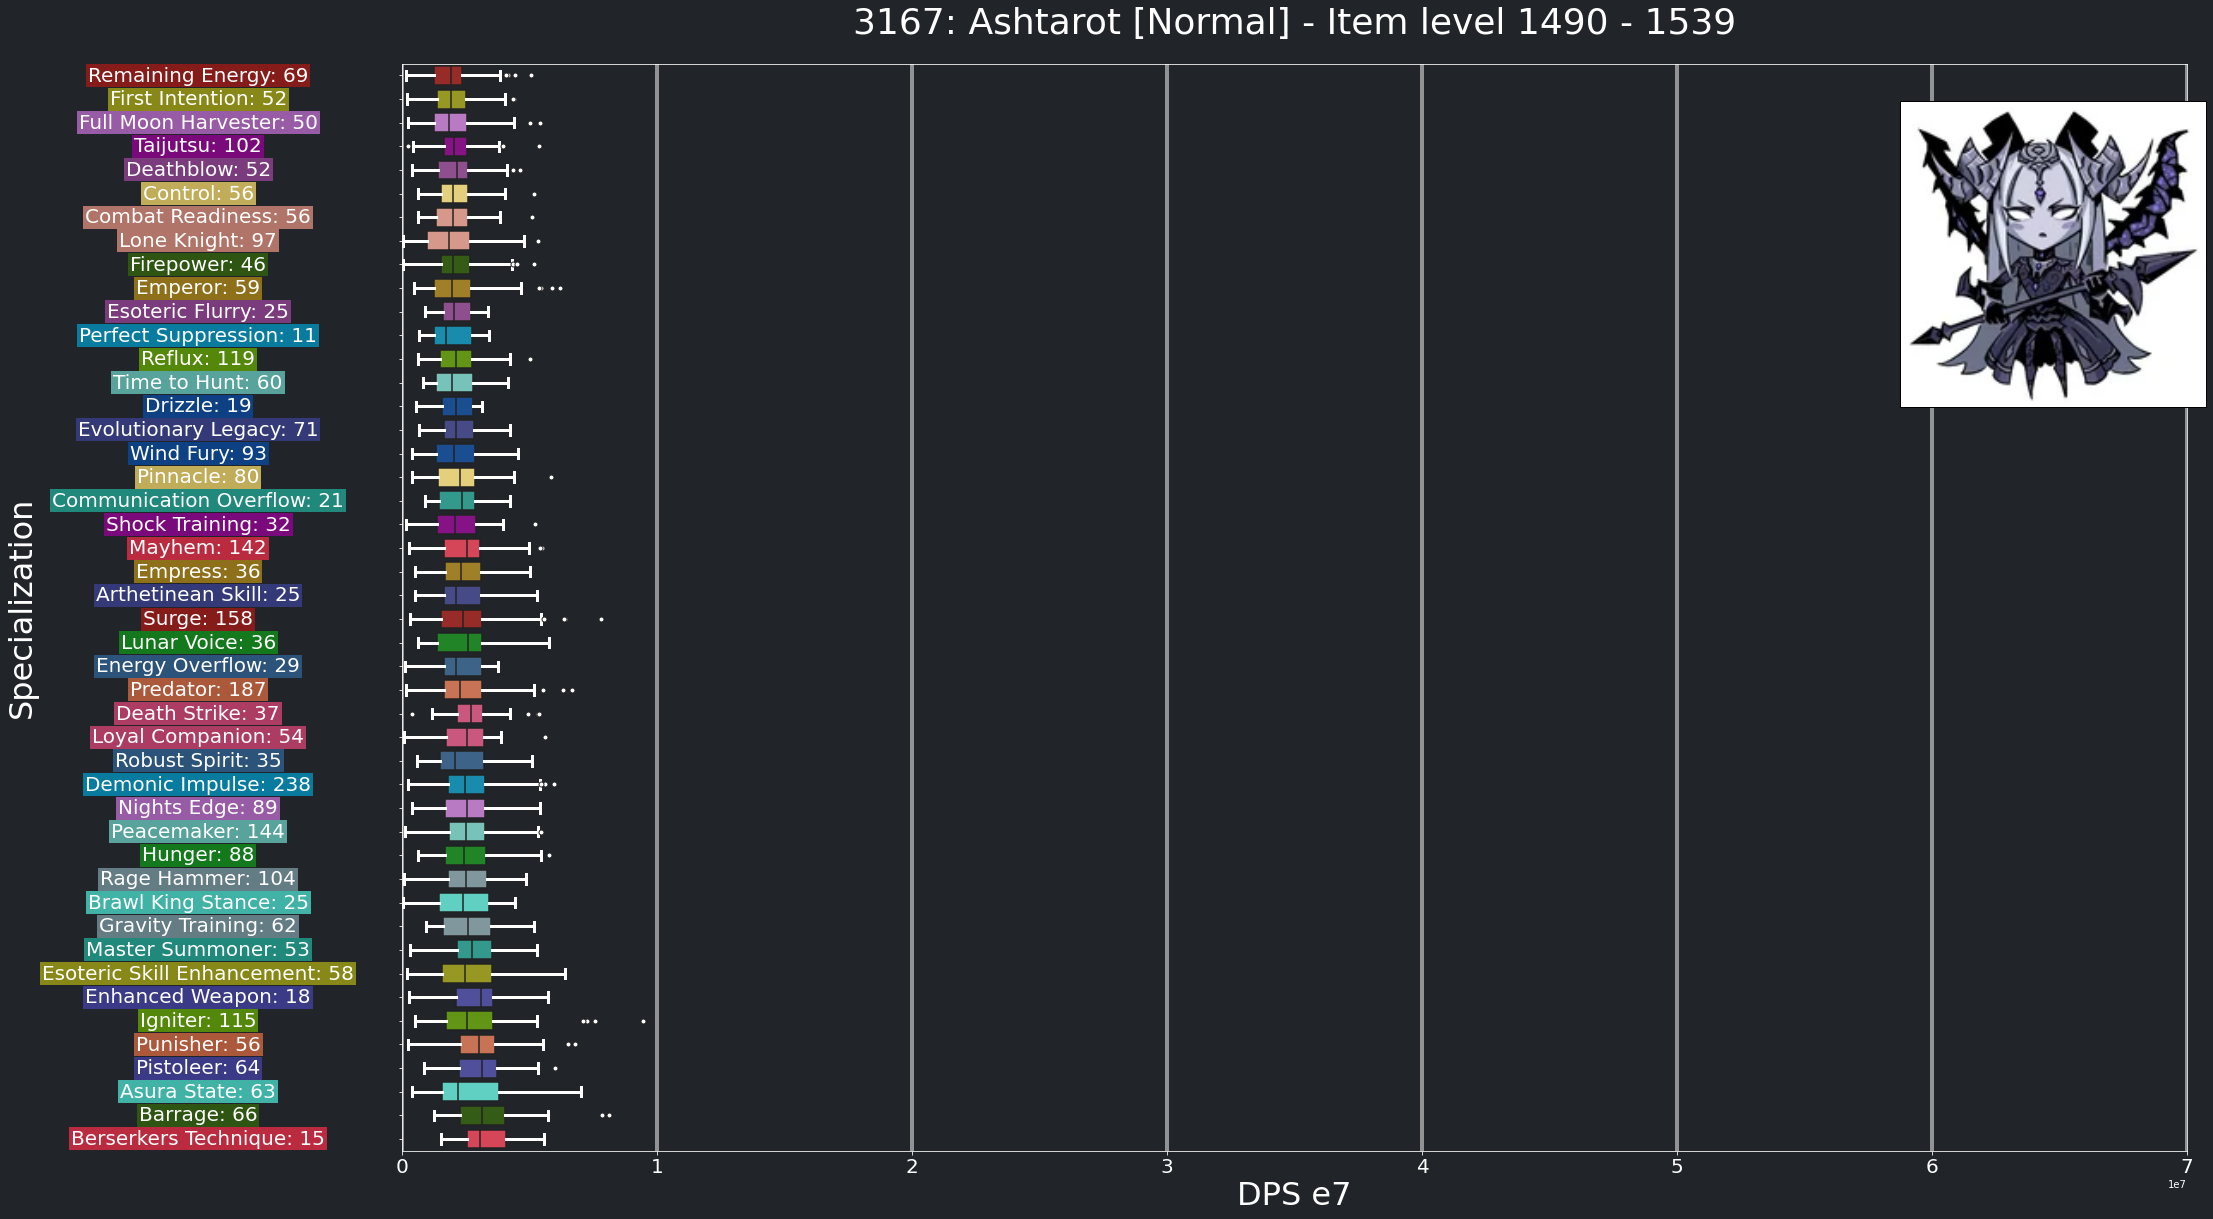 3167: Ashtarot [Normal] - Item level 1490 - 1539
Remaining Energy: 69
First Intention: 52
Full Moon Harvester: 50
Taijutsu: 102
Deathblow: 52
Control: 56
Combat Readiness: 56
Lone Knight: 97
Firepower: 46
Emperor: 59
Esoteric Flurry: 25
Perfect Suppression: 11
Reflux: 119
Time to Hunt: 60
Drizzle: 19
Evolutionary Legacy: 71
Wind Fury: 93
Pinnacle: 80
Communication Overflow: 21
Shock Training: 32
Mayhem: 142
Empress: 36
Arthetinean Skill: 25
Surge: 158
Lunar Voice: 36
Energy Overflow: 29
Predator: 187
Death Strike: 37
Loyal Companion: 54
Robust Spirit: 35
Demonic Impulse: 238
Nights Edge: 89
Peacemaker: 144
Hunger: 88
Rage Hammer: 104
Brawl King Stance: 25
Gravity Training: 62
Master Summoner: 53
Esoteric Skill Enhancement: 58
Enhanced Weapon: 18
Igniter: 115
Punisher: 56
Pistoleer: 64
Asura State: 63
Barrage: 66
Berserkers Technique: 15
Specialization
0 1 2 3 4 5 6 7
1e7
DPS e7